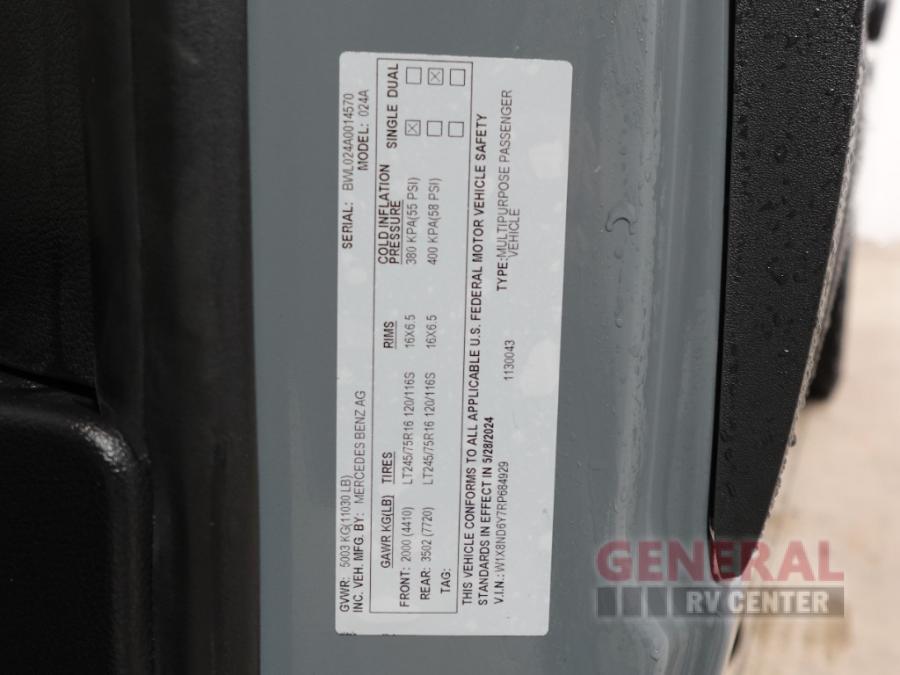 GVWR: 5003 KG(11030 LB) SERIAL: BWL024A0014570
INC. VEH. MFG. BY: MERCEDES BENZ AG MODEL: 024A
GAWR KG(LB) TIRES RIMS COLD INFLATION PRESSURE SINGLE DUAL
FRONT: 2000 (4410) LT245/75R16 120/116S 16X6.5 380 KPA(55 PSI) ☒ ☐
REAR: 3502 (7720) LT245/75R16 120/116S 16X6.5 400 KPA(58 PSI) ☐ ☒
TAG: ☐ ☐
THIS VEHICLE CONFORMS TO ALL APPLICABLE U.S. FEDERAL MOTOR VEHICLE SAFETY
STANDARDS IN EFFECT IN 5/28/2024
V.I.N.: W1X8ND6Y7RP684929 1130043 TYPE: MULTIPURPOSE PASSENGER
VEHICLE
GENERAL
RV CENTER